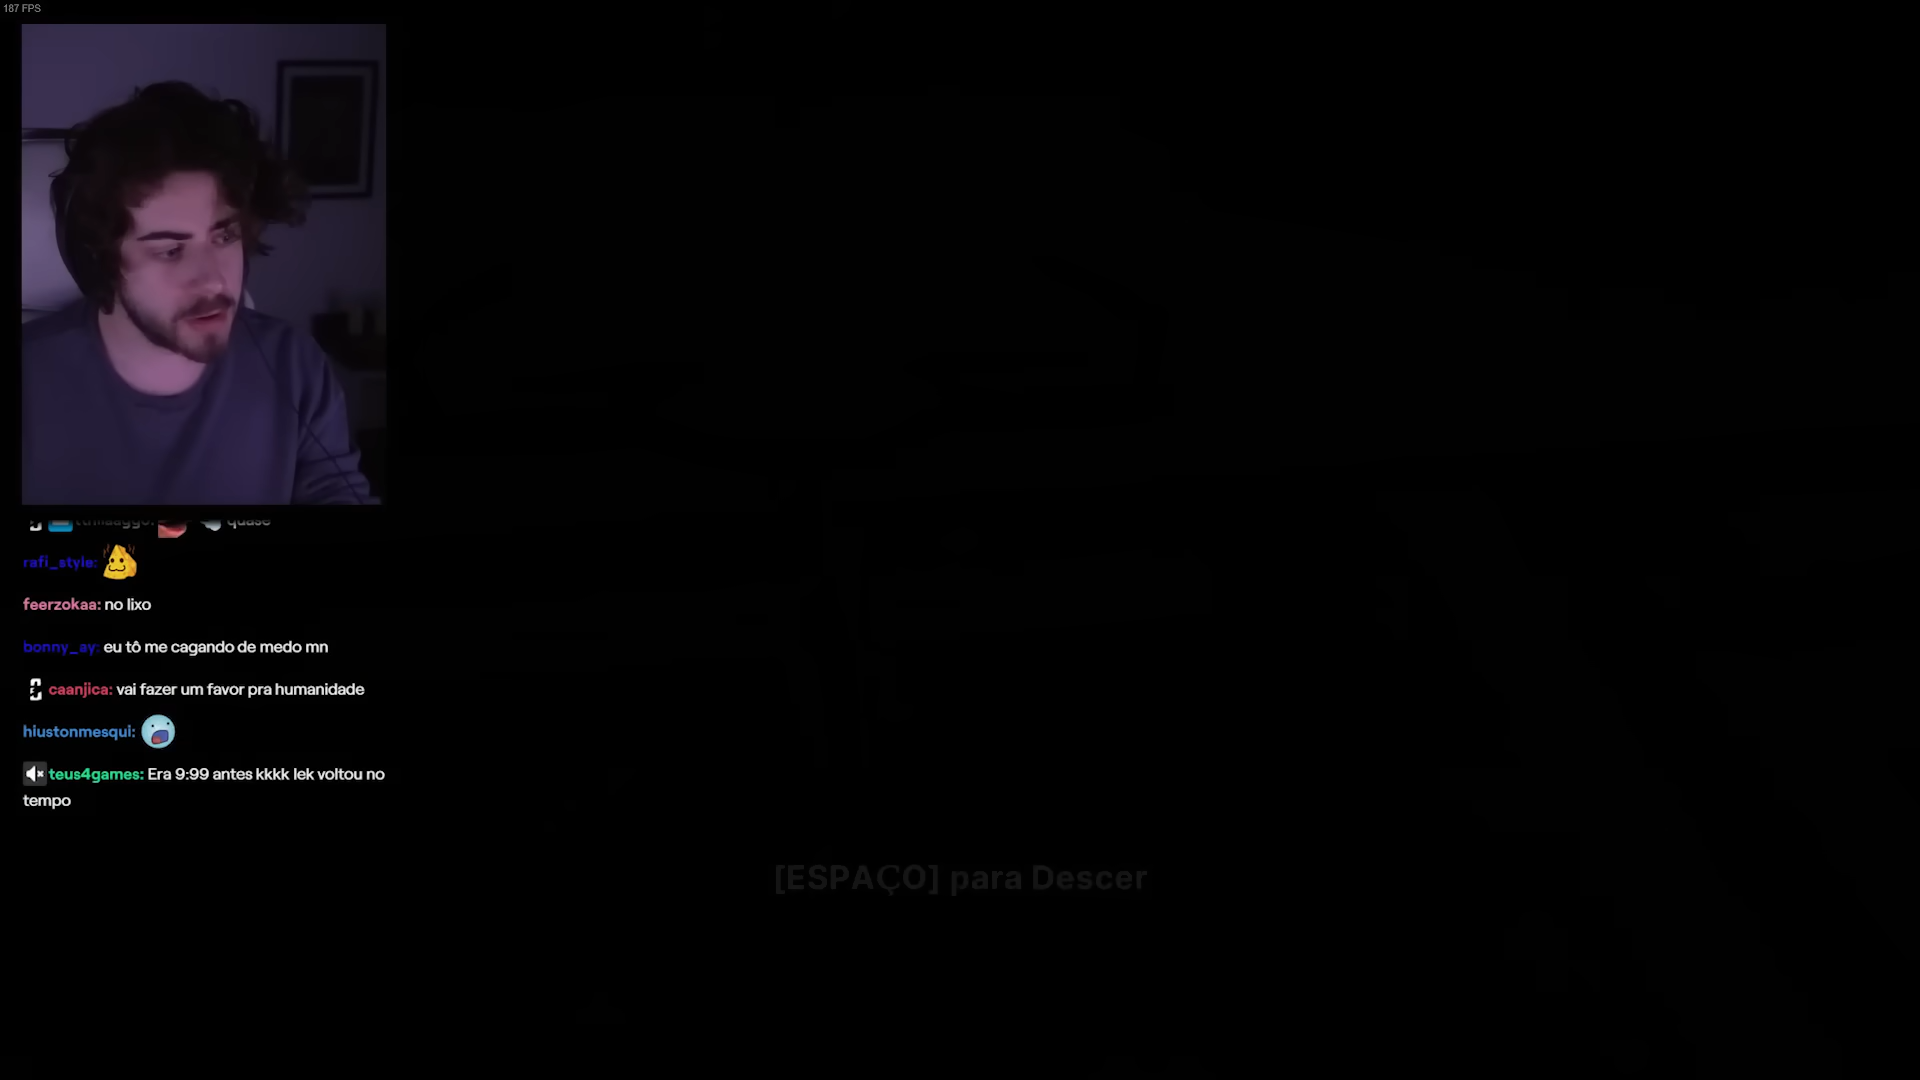 187 FPS
quase
rafi_style:
feerzokaa: no lixo
bonny_ay: eu tô me cagando de medo mn
caanjica: vai fazer um favor pra humanidade
hiustonmesqui:
teus4games: Era 9:99 antes kkkk lek voltou no
tempo
[ESPAÇO] para Descer